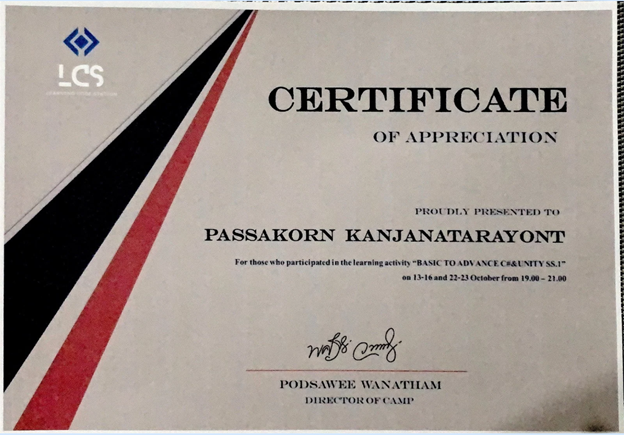 LCS
CERTIFICATE
OF APPRECIATION
PROUDLY PRESENTED TO
PASSAKORN KANJANATARAYONT
For those who participated in the learning activity “BASIC TO ADVANCE C#&UNITY SS.1”
on 13-16 and 22-23 October from 19.00 – 21.00
PODSAWEE WANATHAM
DIRECTOR OF CAMP